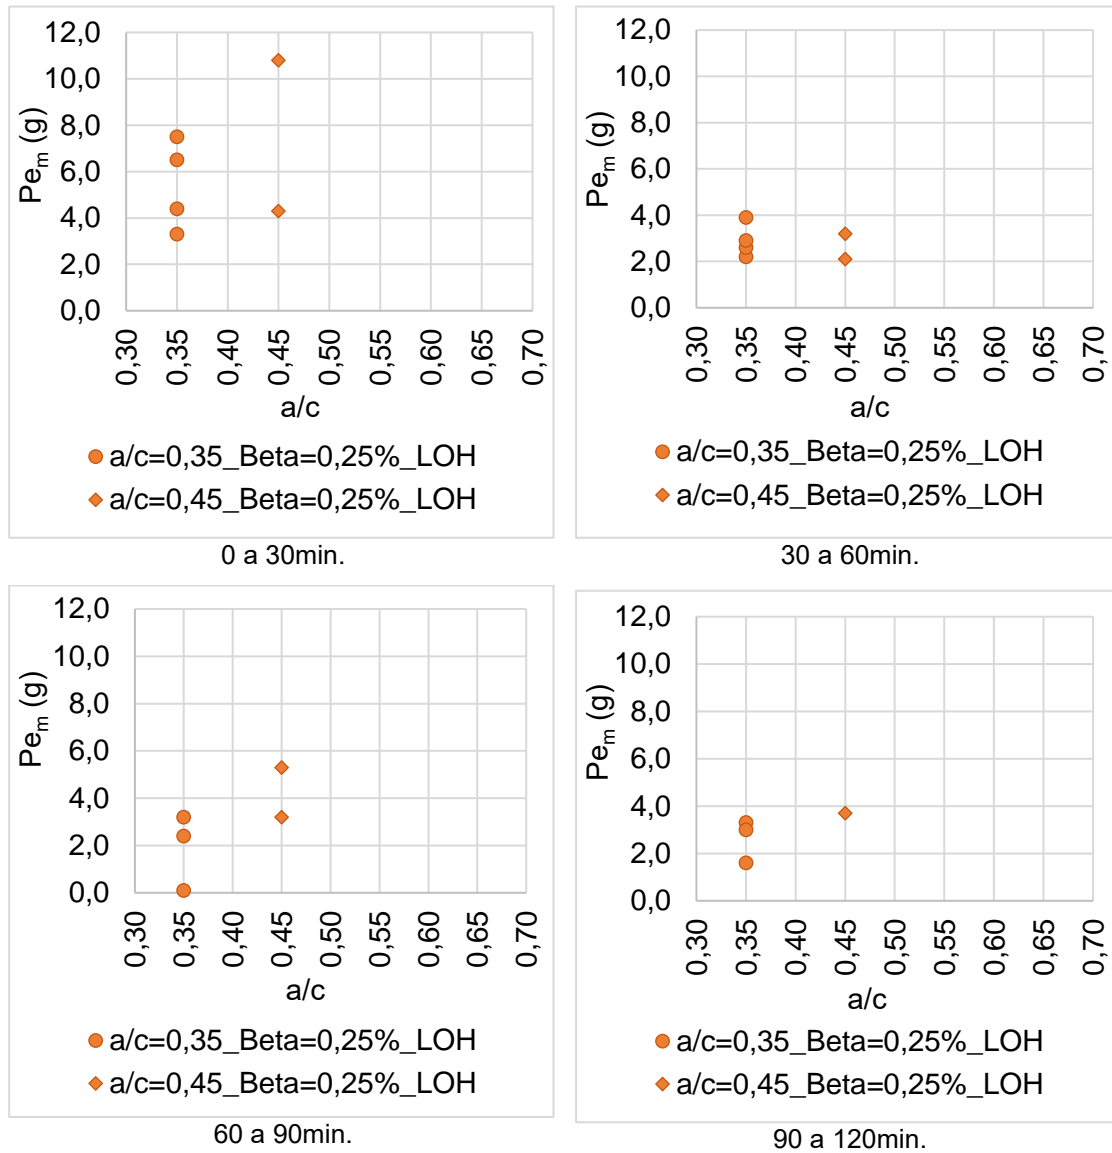 12,0
10,0
8,0
6,0
4,0
2,0
0,0
Pem (g)
0,30 0,35 0,40 0,45 0,50 0,55 0,60 0,65 0,70
a/c
a/c=0,35_Beta=0,25%_LOH
a/c=0,45_Beta=0,25%_LOH
0 a 30min.
12,0
10,0
8,0
6,0
4,0
2,0
0,0
Pem (g)
0,30 0,35 0,40 0,45 0,50 0,55 0,60 0,65 0,70
a/c
a/c=0,35_Beta=0,25%_LOH
a/c=0,45_Beta=0,25%_LOH
30 a 60min.
12,0
10,0
8,0
6,0
4,0
2,0
0,0
Pem (g)
0,30 0,35 0,40 0,45 0,50 0,55 0,60 0,65 0,70
a/c
a/c=0,35_Beta=0,25%_LOH
a/c=0,45_Beta=0,25%_LOH
60 a 90min.
12,0
10,0
8,0
6,0
4,0
2,0
0,0
Pem (g)
0,30 0,35 0,40 0,45 0,50 0,55 0,60 0,65 0,70
a/c
a/c=0,35_Beta=0,25%_LOH
a/c=0,45_Beta=0,25%_LOH
90 a 120min.